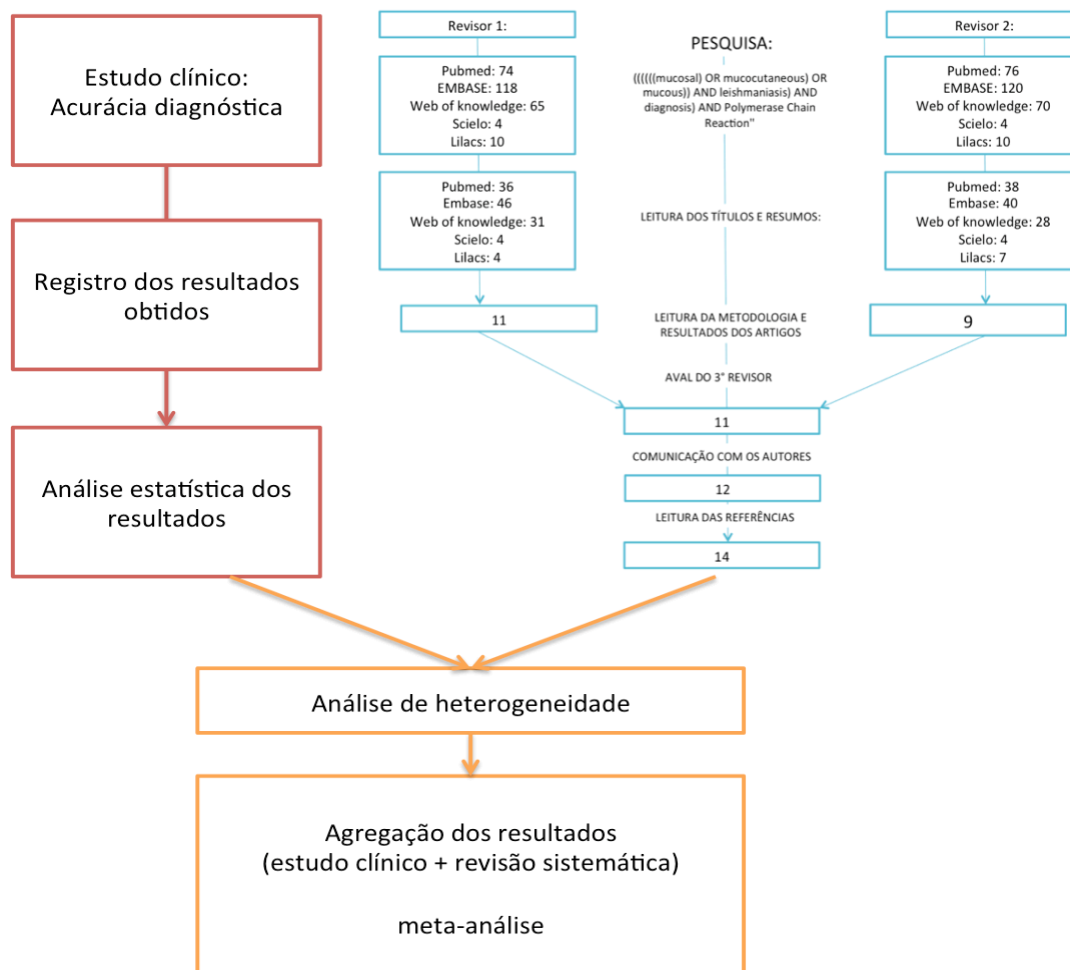 Estudo clínico:
Acurácia diagnóstica
Registro dos resultados
obtidos
Análise estatística dos
resultados
Revisor 1:
Pubmed: 74
EMBASE: 118
Web of knowledge: 65
Scielo: 4
Lilacs: 10
Pubmed: 36
Embase: 46
Web of knowledge: 31
Scielo: 4
Lilacs: 4
11
PESQUISA:
((((((mucosal) OR mucocutaneous) OR
mucous)) AND leishmaniasis) AND
diagnosis) AND Polymerase Chain
Reaction"
LEITURA DOS TÍTULOS E RESUMOS:
LEITURA DA METODOLOGIA E
RESULTADOS DOS ARTIGOS
AVAL DO 3° REVISOR
Revisor 2:
Pubmed: 76
EMBASE: 120
Web of knowledge: 70
Scielo: 4
Lilacs: 10
Pubmed: 38
Embase: 40
Web of knowledge: 28
Scielo: 4
Lilacs: 7
9
11
COMUNICAÇÃO COM OS AUTORES
12
LEITURA DAS REFERÊNCIAS
14
Análise de heterogeneidade
Agregação dos resultados
(estudo clínico + revisão sistemática)
meta-análise